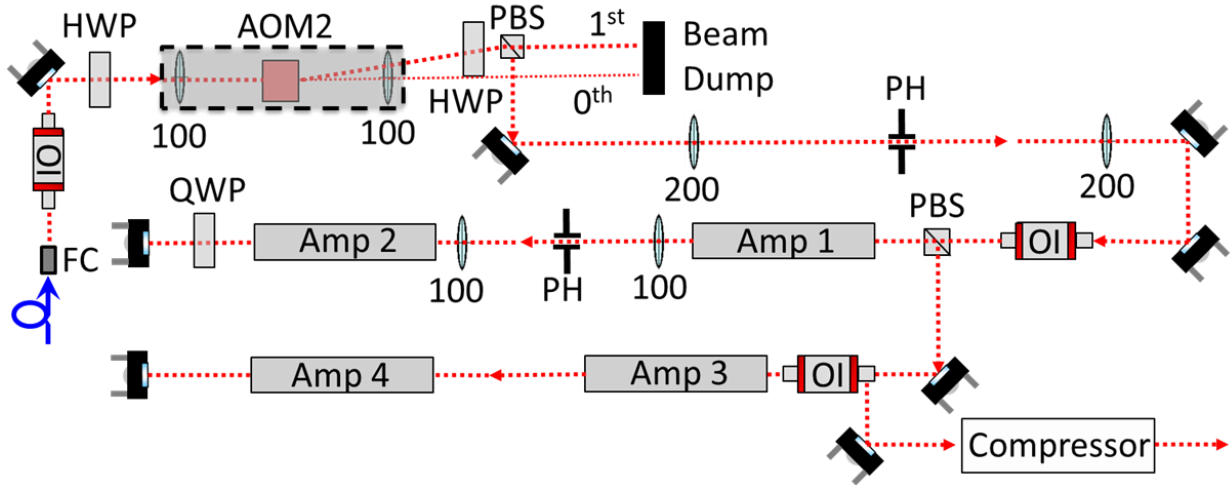 HWP
AOM2
PBS
1st
Beam
Dump
0th
HWP
100
100
PH
OI
200
200
QWP
PBS
FC
Amp 2
Amp 1
OI
100
PH
100
Amp 4
Amp 3
OI
Compressor